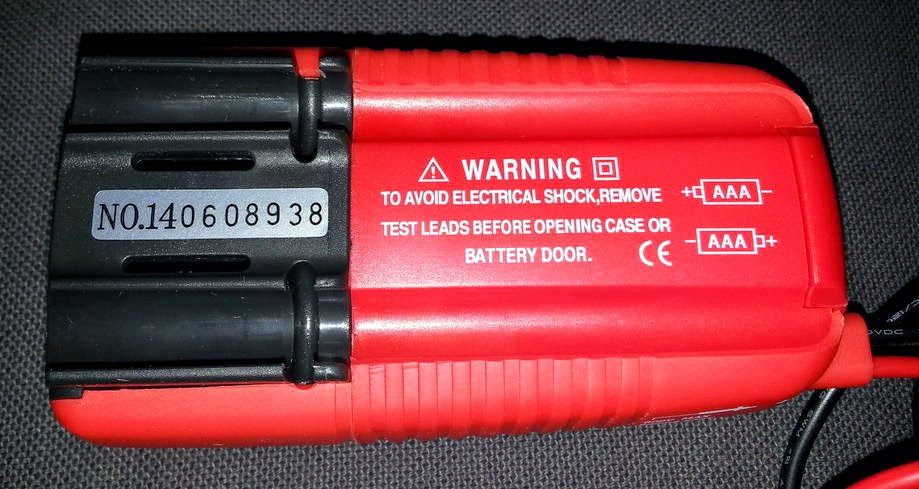 NO.140608938
WARNING
TO AVOID ELECTRICAL SHOCK,REMOVE
TEST LEADS BEFORE OPENING CASE OR
BATTERY DOOR.
CE
+ AAA -
- AAA +
0VDC